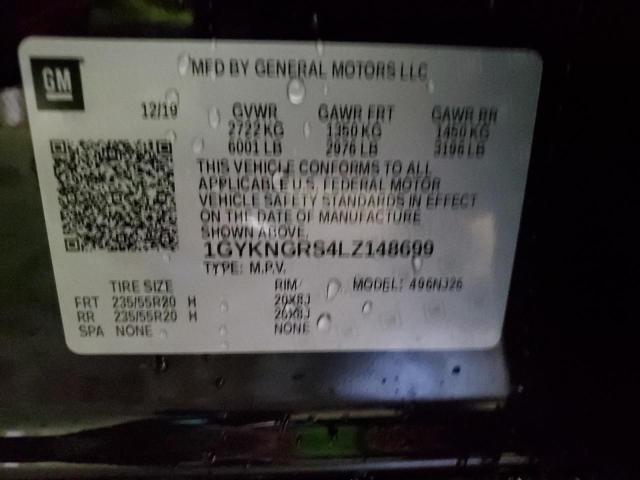 GM
MFD BY GENERAL MOTORS LLC
12/19 GVWR GAWR FRT GAWR RR
2722 KG 1350 KG 1450 KG
6001 LB 2976 LB 3196 LB
THIS VEHICLE CONFORMS TO ALL
APPLICABLE U.S. FEDERAL MOTOR
VEHICLE SAFETY STANDARDS IN EFFECT
ON THE DATE OF MANUFACTURE
SHOWN ABOVE.
1GYKNGRS4LZ148699
TYPE: M.P.V.
TIRE SIZE RIM MODEL: 496NJ26
FRT 235/55R20 H 20X8J
RR 235/55R20 H 20X8J
SPA NONE NONE